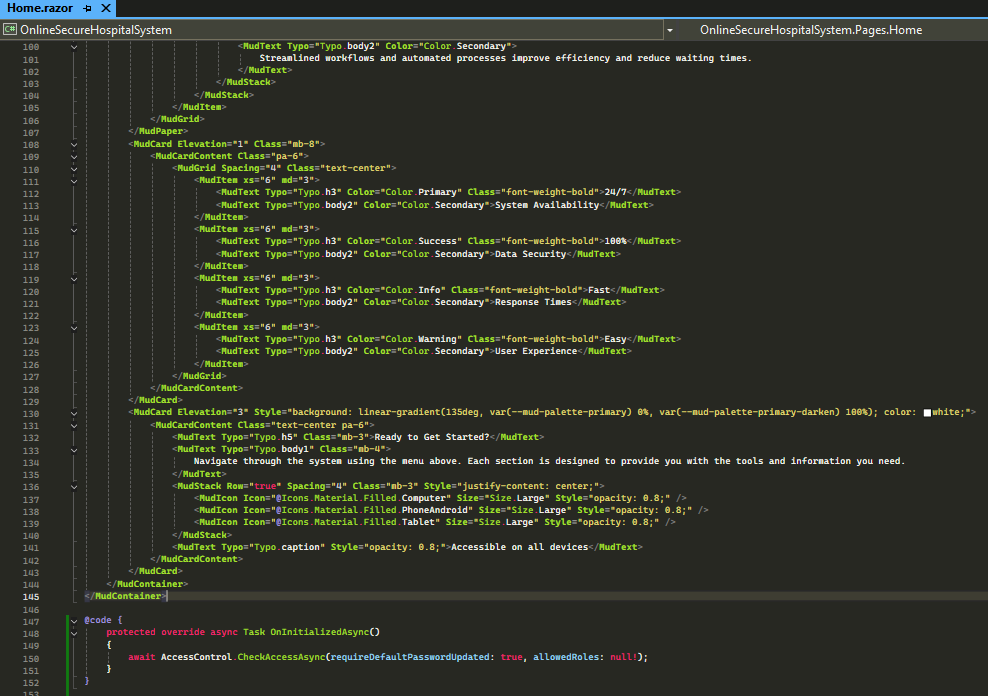 Home.razor
OnlineSecureHospitalSystem OnlineSecureHospitalSystem.Pages.Home
100 <MudText Typo="Typo.body2" Color="Color.Secondary">
101 Streamlined workflows and automated processes improve efficiency and reduce waiting times.
102 </MudText>
103 </MudStack>
104 </MudStack>
105 </MudItem>
106 </MudGrid>
107 </MudPaper>
108 <MudCard Elevation="1" Class="mb-8">
109 <MudCardContent Class="pa-6">
110 <MudGrid Spacing="4" Class="text-center">
111 <MudItem xs="6" md="3">
112 <MudText Typo="Typo.h3" Color="Color.Primary" Class="font-weight-bold">24/7</MudText>
113 <MudText Typo="Typo.body2" Color="Color.Secondary">System Availability</MudText>
114 </MudItem>
115 <MudItem xs="6" md="3">
116 <MudText Typo="Typo.h3" Color="Color.Success" Class="font-weight-bold">100%</MudText>
117 <MudText Typo="Typo.body2" Color="Color.Secondary">Data Security</MudText>
118 </MudItem>
119 <MudItem xs="6" md="3">
120 <MudText Typo="Typo.h3" Color="Color.Info" Class="font-weight-bold">Fast</MudText>
121 <MudText Typo="Typo.body2" Color="Color.Secondary">Response Times</MudText>
122 </MudItem>
123 <MudItem xs="6" md="3">
124 <MudText Typo="Typo.h3" Color="Color.Warning" Class="font-weight-bold">Easy</MudText>
125 <MudText Typo="Typo.body2" Color="Color.Secondary">User Experience</MudText>
126 </MudItem>
127 </MudGrid>
128 </MudCardContent>
129 </MudCard>
130 <MudCard Elevation="3" Style="background: linear-gradient(135deg, var(--mud-palette-primary) 0%, var(--mud-palette-primary-darken) 100%); color: white;">
131 <MudCardContent Class="text-center pa-6">
132 <MudText Typo="Typo.h5" Class="mb-3">Ready to Get Started?</MudText>
133 <MudText Typo="Typo.body1" Class="mb-4">
134 Navigate through the system using the menu above. Each section is designed to provide you with the tools and information you need.
135 </MudText>
136 <MudStack Row="true" Spacing="4" Class="mb-3" Style="justify-content: center;">
137 <MudIcon Icon="@Icons.Material.Filled.Computer" Size="Size.Large" Style="opacity: 0.8;" />
138 <MudIcon Icon="@Icons.Material.Filled.PhoneAndroid" Size="Size.Large" Style="opacity: 0.8;" />
139 <MudIcon Icon="@Icons.Material.Filled.Tablet" Size="Size.Large" Style="opacity: 0.8;" />
140 </MudStack>
141 <MudText Typo="Typo.caption" Style="opacity: 0.8;">Accessible on all devices</MudText>
142 </MudCardContent>
143 </MudCard>
144 </MudContainer>
145 </MudContainer>
146
147 @code {
148 protected override async Task OnInitializedAsync()
149 {
150 await AccessControl.CheckAccessAsync(requireDefaultPasswordUpdated: true, allowedRoles: null!);
151 }
152 }
153